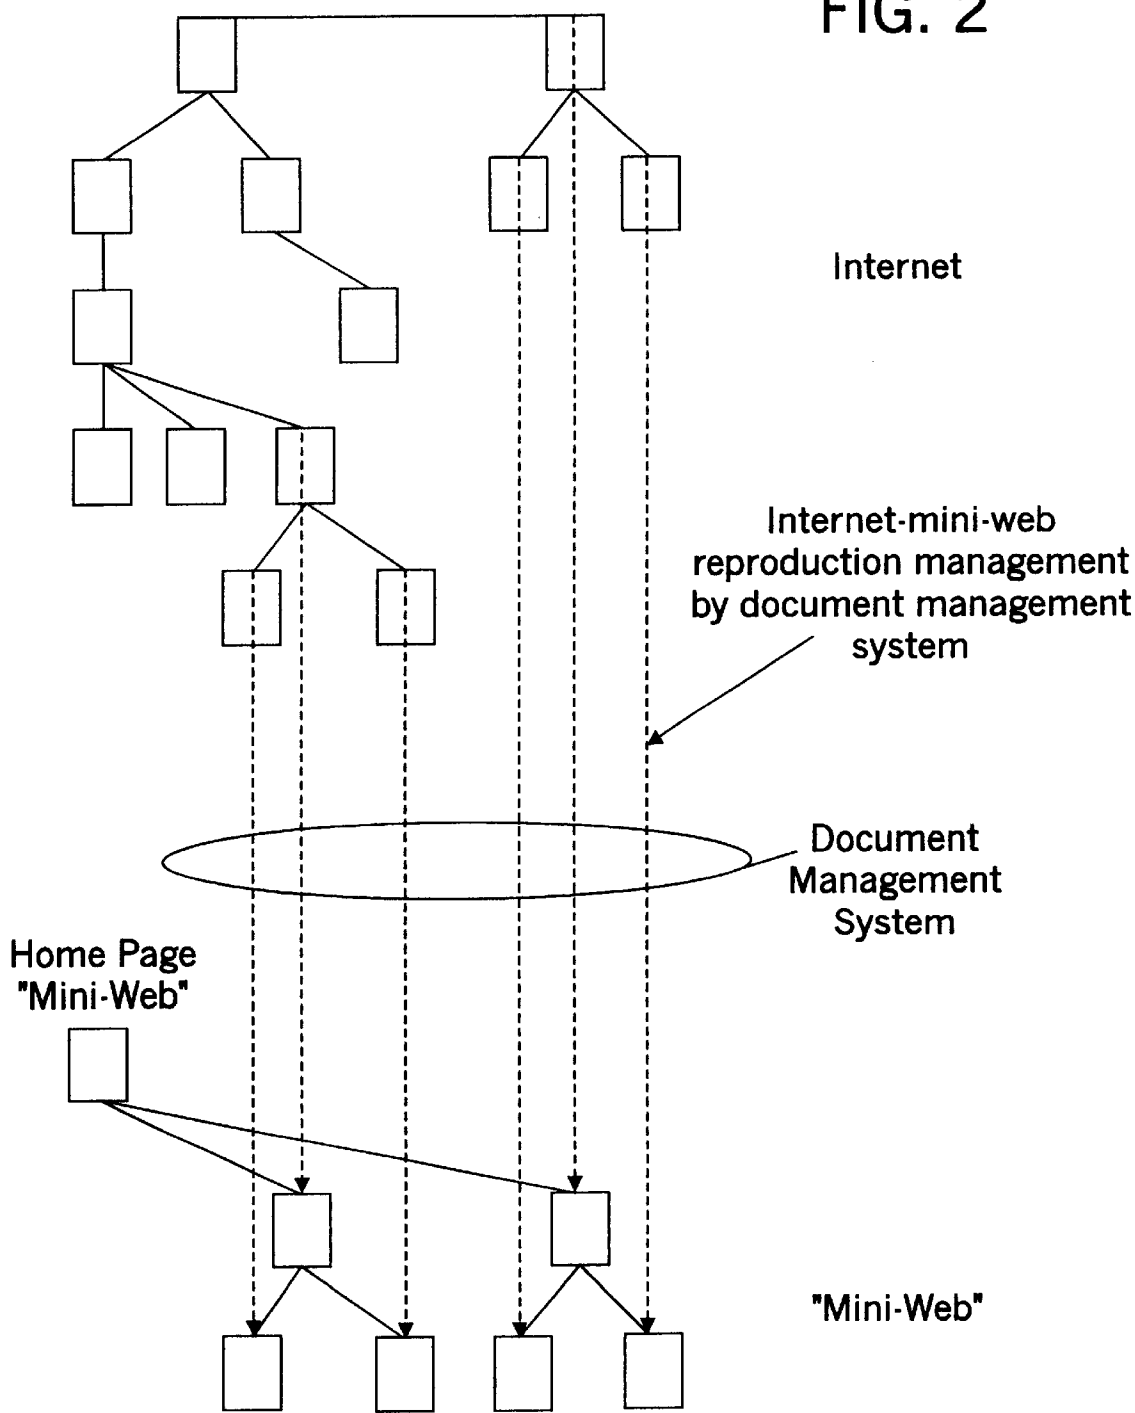 FIG. 2
Internet
Internet-mini-web
reproduction management
by document management
system
Document
Management
System
Home Page
"Mini-Web"
"Mini-Web"